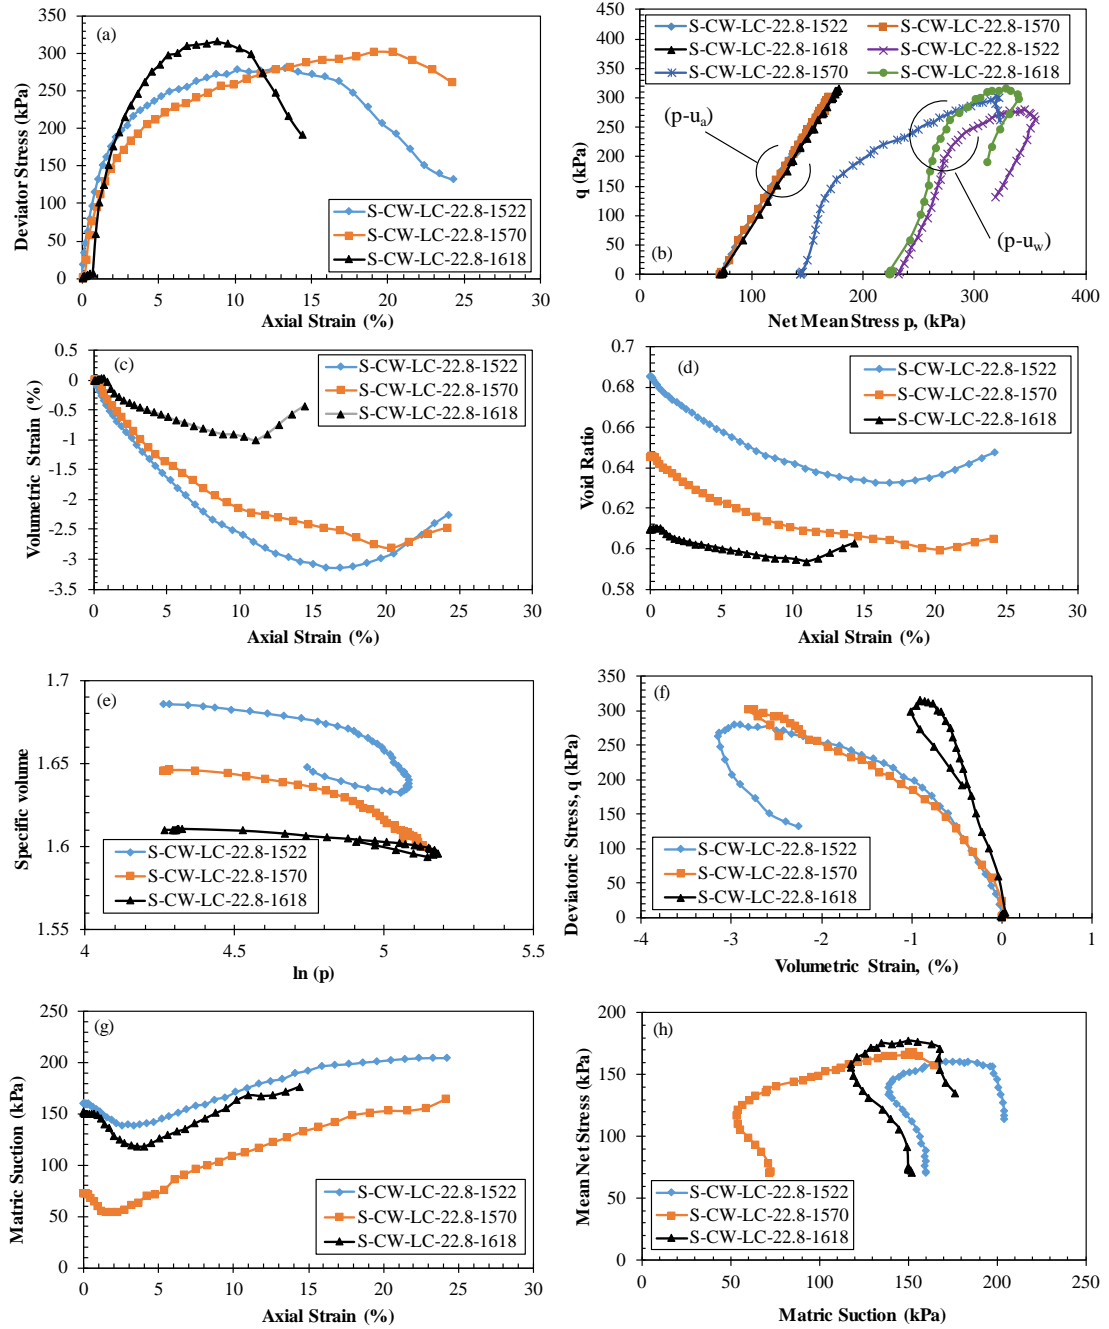 (a)
Deviator Stress (kPa)
350
300
250
200
150
100
50
0
0 5 10 15 20 25 30
Axial Strain (%)
S-CW-LC-22.8-1522
S-CW-LC-22.8-1570
S-CW-LC-22.8-1618
(b)
q (kPa)
450
400
350
300
250
200
150
100
50
0
0 100 200 300 400
Net Mean Stress p, (kPa)
S-CW-LC-22.8-1522 S-CW-LC-22.8-1570
S-CW-LC-22.8-1618 S-CW-LC-22.8-1522
S-CW-LC-22.8-1570 S-CW-LC-22.8-1618
(p-uₐ)
(p-u_w)
(c)
Volumetric Strain (%)
0.5
0
-0.5
-1
-1.5
-2
-2.5
-3
-3.5
0 5 10 15 20 25 30
Axial Strain (%)
S-CW-LC-22.8-1522
S-CW-LC-22.8-1570
S-CW-LC-22.8-1618
(d)
Void Ratio
0.7
0.68
0.66
0.64
0.62
0.6
0.58
0 5 10 15 20 25 30
Axial Strain (%)
S-CW-LC-22.8-1522
S-CW-LC-22.8-1570
S-CW-LC-22.8-1618
(e)
Specific volume
1.7
1.65
1.6
1.55
4 4.5 5 5.5
ln (p)
S-CW-LC-22.8-1522
S-CW-LC-22.8-1570
S-CW-LC-22.8-1618
(f)
Deviatoric Stress, q (kPa)
350
300
250
200
150
100
50
0
-4 -3 -2 -1 0 1
Volumetric Strain, (%)
S-CW-LC-22.8-1522
S-CW-LC-22.8-1570
S-CW-LC-22.8-1618
(g)
Matric Suction (kPa)
250
200
150
100
50
0
0 5 10 15 20 25 30
Axial Strain (%)
S-CW-LC-22.8-1522
S-CW-LC-22.8-1570
S-CW-LC-22.8-1618
(h)
Mean Net Stress (kPa)
200
150
100
50
0
0 50 100 150 200 250
Matric Suction (kPa)
S-CW-LC-22.8-1522
S-CW-LC-22.8-1570
S-CW-LC-22.8-1618